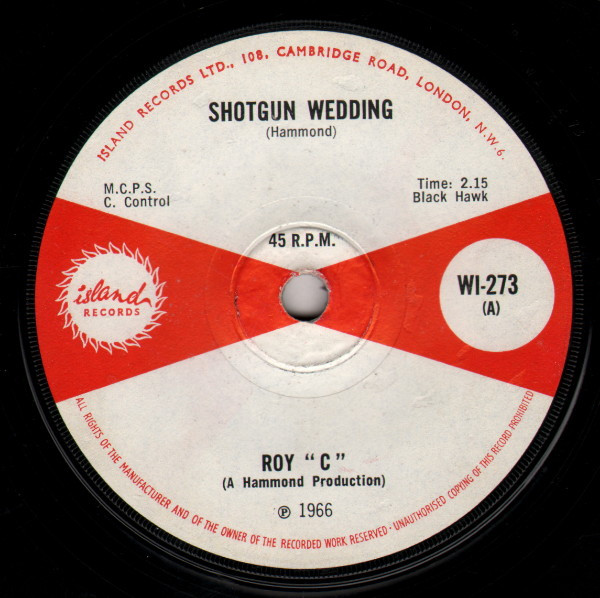 ISLAND RECORDS LTD., 108, CAMBRIDGE ROAD, LONDON, N.W.6.
SHOTGUN WEDDING
(Hammond)
M.C.P.S.
C. Control
Time: 2.15
Black Hawk
45 R.P.M.
island
RECORDS
WI-273
(A)
ROY "C"
(A Hammond Production)
℗ 1966
ALL RIGHTS OF THE MANUFACTURER AND OF THE OWNER OF THE RECORDED WORK RESERVED - UNAUTHORISED COPYING OF THIS RECORD PROHIBITED